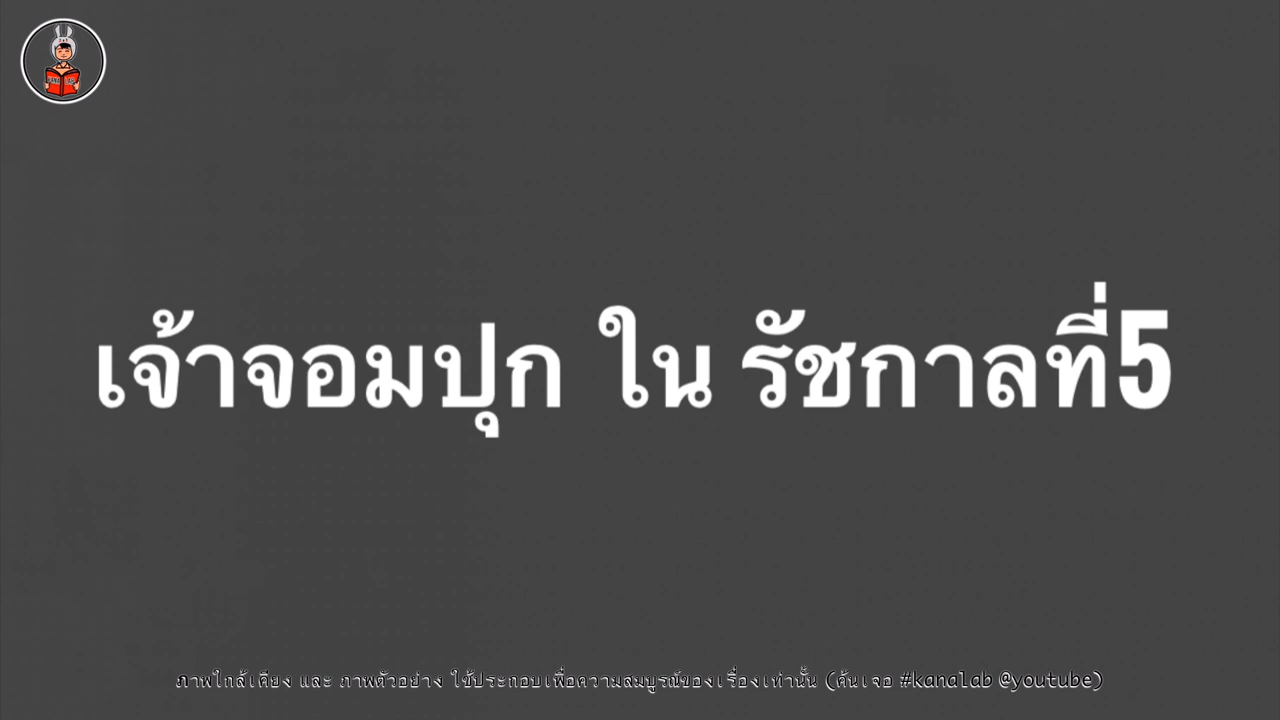 เจ้าจอมปุก ใน รัชกาลที่5
ภาพใกล้เคียง และ ภาพตัวอย่าง ใช้ประกอบเพื่อความสมบูรณ์ของเรื่องเท่านั้น (ค้นเจอ #kanalab @youtube)